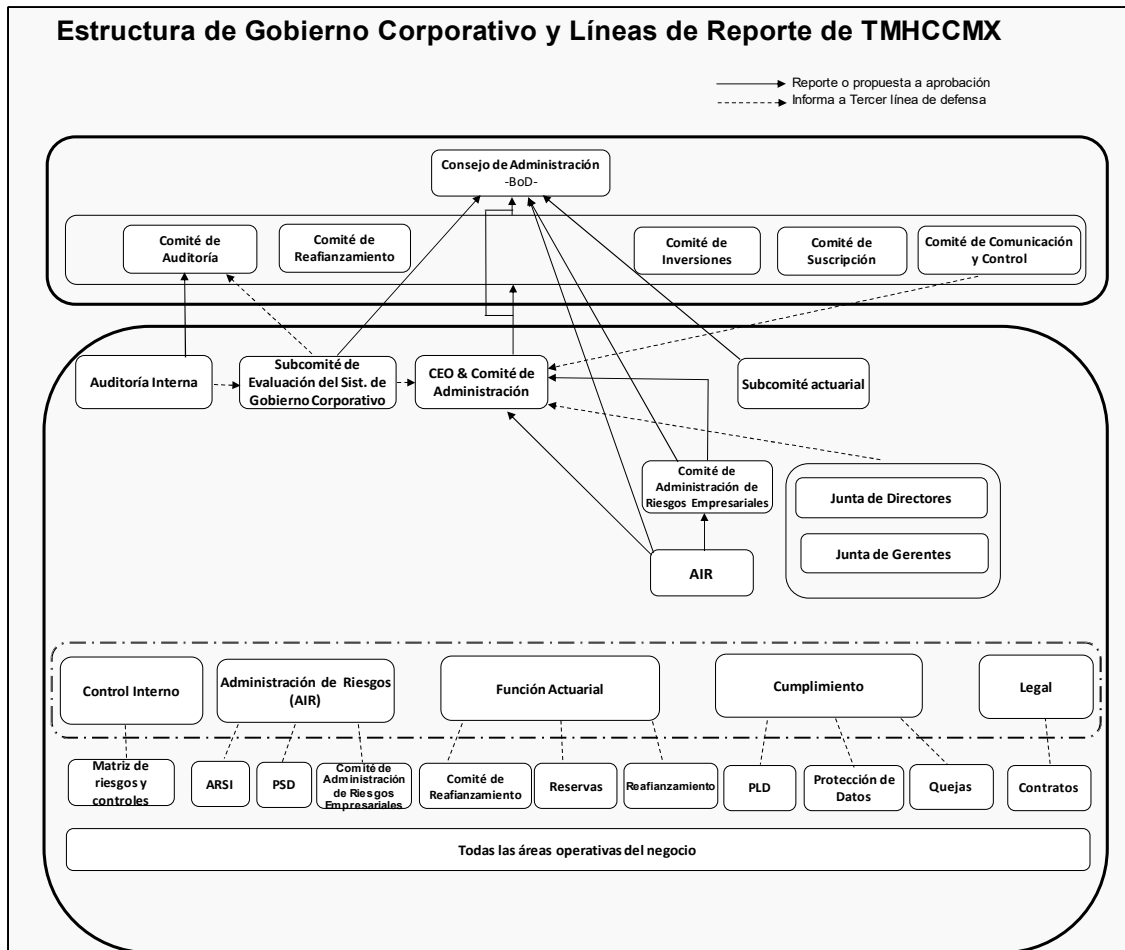 Estructura de Gobierno Corporativo y Líneas de Reporte de TMHCCMX
Reporte o propuesta a aprobación
Informa a Tercer línea de defensa
Consejo de Administración
-BoD-
Comité de
Auditoría
Comité de
Reafianzamiento
Comité de
Inversiones
Comité de
Suscripción
Comité de Comunicación
y Control
Auditoría Interna
Subcomité de
Evaluación del Sist. de
Gobierno Corporativo
CEO & Comité de
Administración
Subcomité actuarial
Comité de
Administración de
Riesgos Empresariales
Junta de Directores
Junta de Gerentes
AIR
Control Interno
Administración de Riesgos
(AIR)
Función Actuarial
Cumplimiento
Legal
Matriz de
riesgos y
controles
ARSI
PSD
Comité de
Administración
de Riesgos
Empresariales
Comité de
Reafianzamiento
Reservas
Reafianzamiento
PLD
Protección de
Datos
Quejas
Contratos
Todas las áreas operativas del negocio